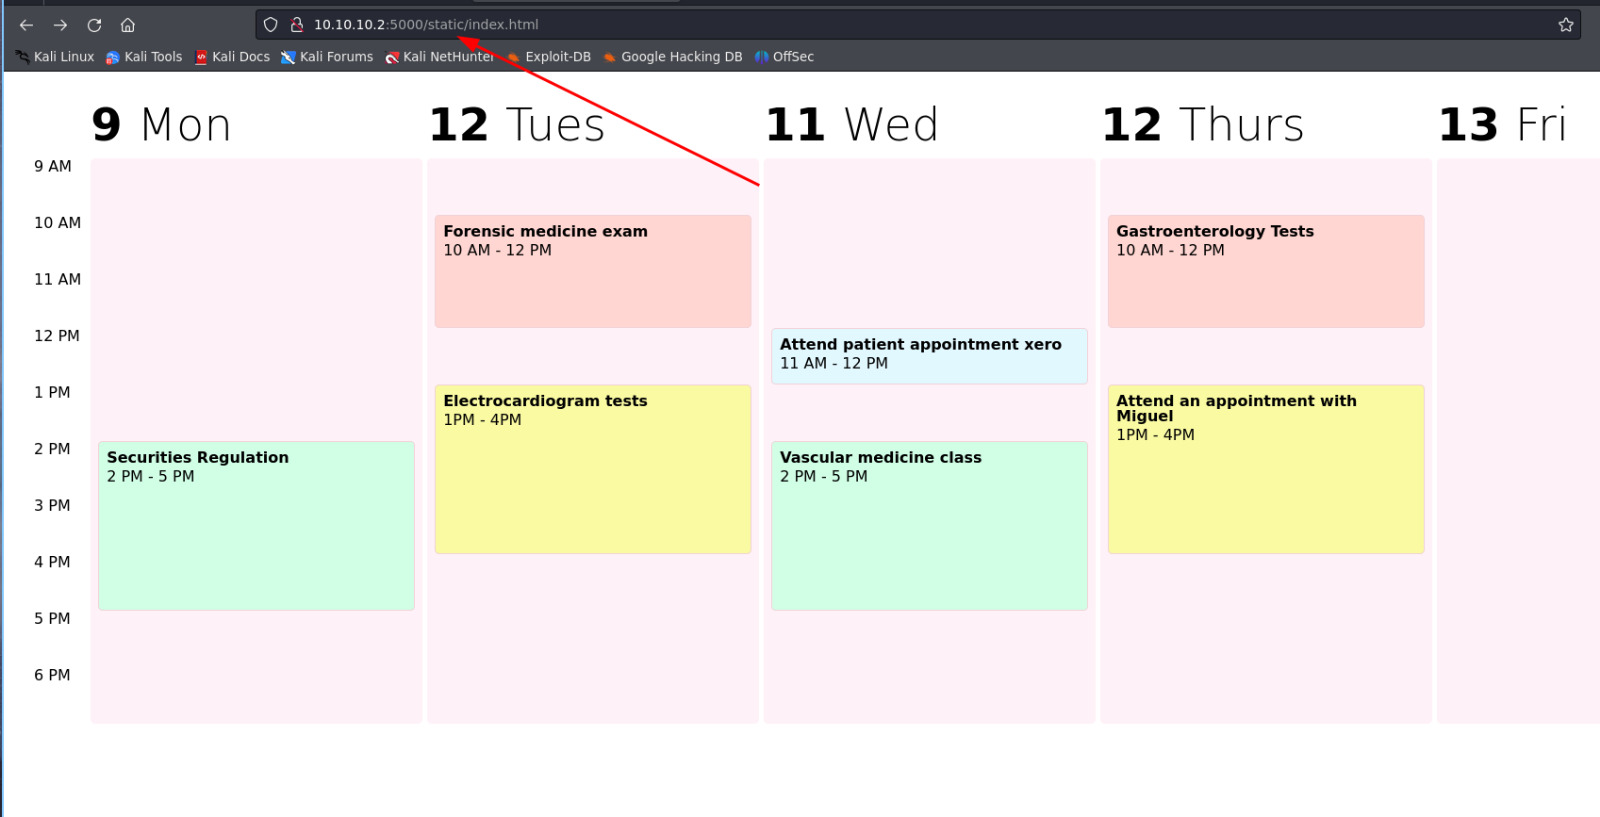 10.10.10.2:5000/static/index.html
Kali Linux Kali Tools Kali Docs Kali Forums Kali NetHunter Exploit-DB Google Hacking DB OffSec
9 Mon 12 Tues 11 Wed 12 Thurs 13 Fri
9 AM
10 AM
11 AM
12 PM
1 PM
2 PM
3 PM
4 PM
5 PM
6 PM
Securities Regulation
2 PM - 5 PM
Forensic medicine exam
10 AM - 12 PM
Electrocardiogram tests
1PM - 4PM
Attend patient appointment xero
11 AM - 12 PM
Vascular medicine class
2 PM - 5 PM
Gastroenterology Tests
10 AM - 12 PM
Attend an appointment with
Miguel
1PM - 4PM